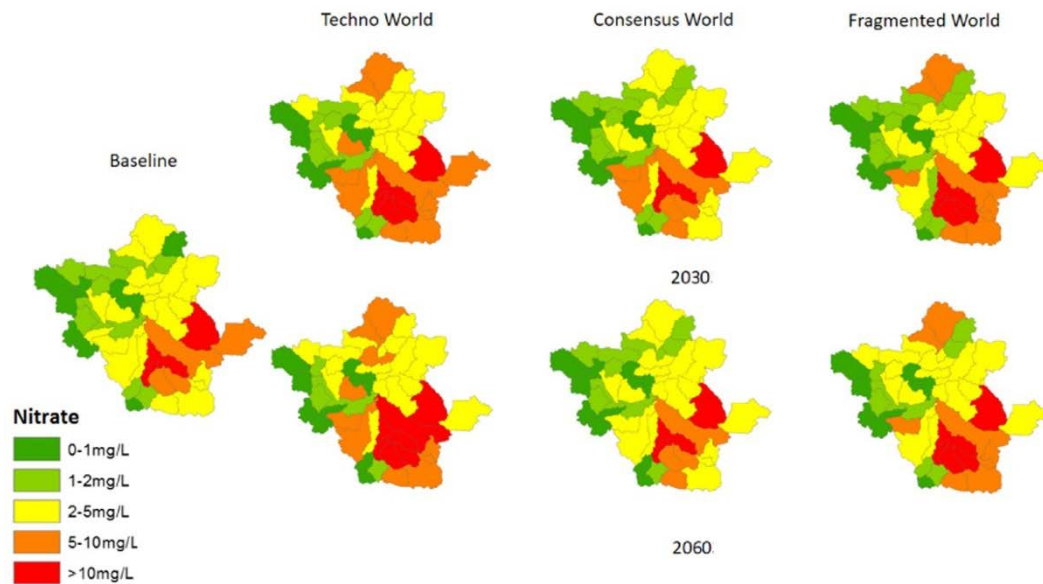 Techno World
Consensus World
Fragmented World
Baseline
2030.
2060.
Nitrate
0-1mg/L
1-2mg/L
2-5mg/L
5-10mg/L
>10mg/L